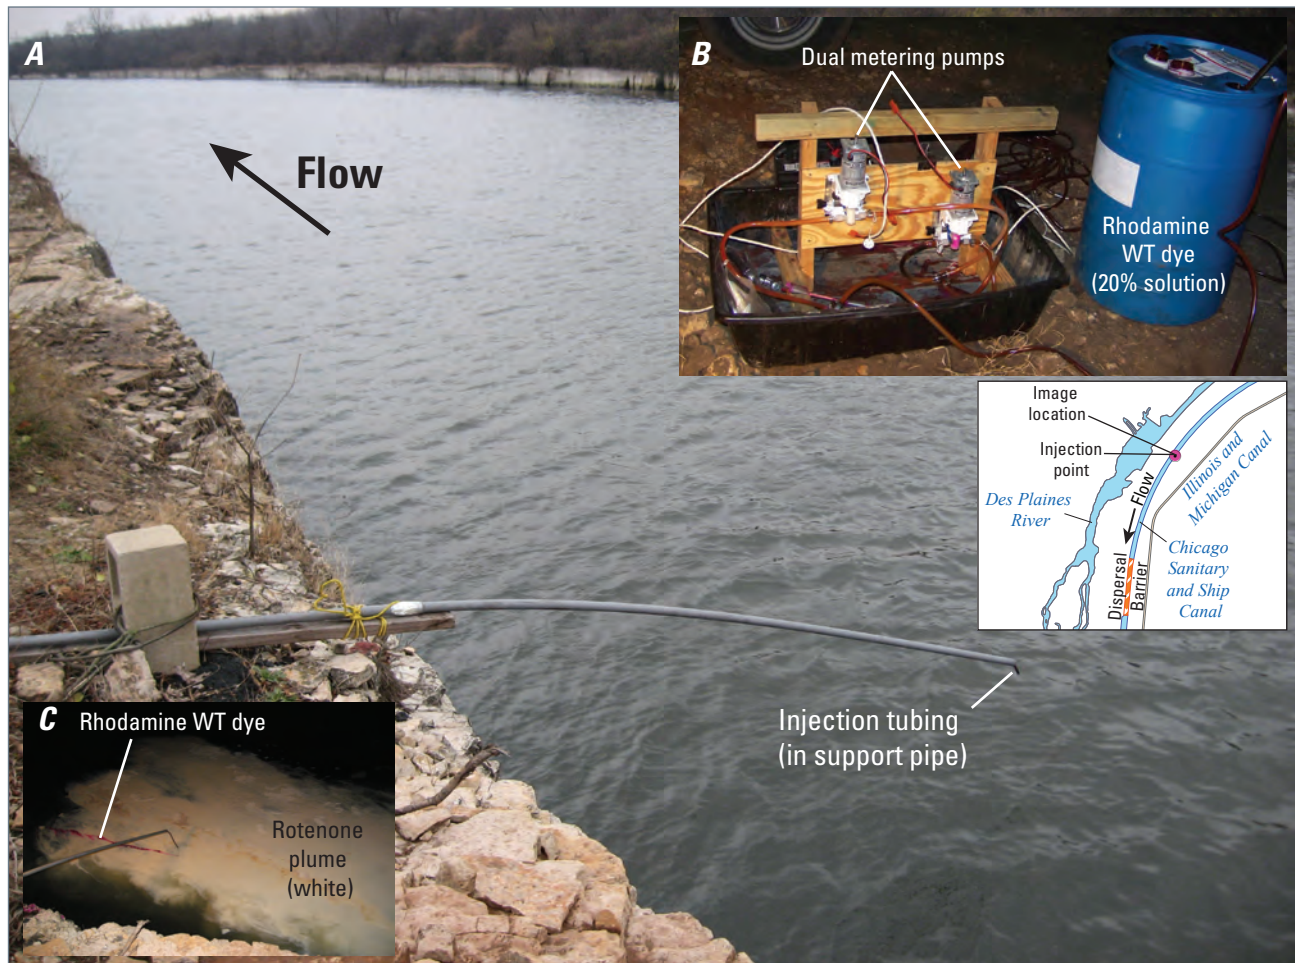 A
Flow
B
Dual metering pumps
Rhodamine
WT dye
(20% solution)
Image
location
Injection
point
Des Plaines
River
Flow
Illinois and
Michigan Canal
Chicago
Sanitary
and Ship
Canal
Dispersal
Barrier
Injection tubing
(in support pipe)
C
Rhodamine WT dye
Rotenone
plume
(white)